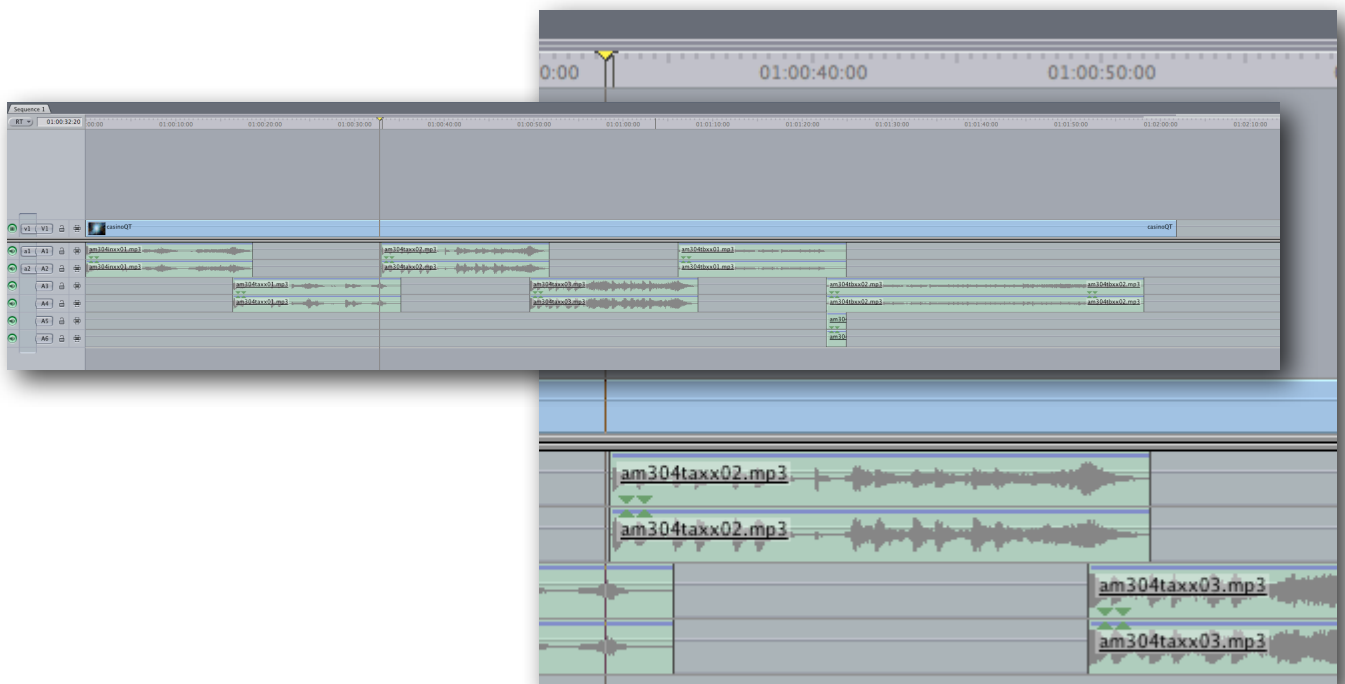 0:00 01:00:40:00 01:00:50:00
Sequence 1
RT 01:00:32:20 00:00 01:00:10:00 01:00:20:00 01:00:30:00 01:00:40:00 01:00:50:00 01:01:00:00 01:01:10:00 01:01:20:00 01:01:30:00 01:01:40:00 01:01:50:00 01:02:00:00 01:02:10:00
v1 V1 casinoQT casinoQT
a1 A1 am304inxx01.mp3 am304taxx02.mp3 am304tbxx01.mp3
a2 A2 am304inxx01.mp3 am304taxx02.mp3 am304tbxx01.mp3
A3 am304taxx01.mp3 am304taxx03.mp3 am304tbxx02.mp3 am304tbxx02.mp3
A4 am304taxx01.mp3 am304taxx03.mp3 am304tbxx02.mp3 am304tbxx02.mp3
A5 am30
A6 am30
am304taxx02.mp3
am304taxx02.mp3
am304taxx03.mp3
am304taxx03.mp3